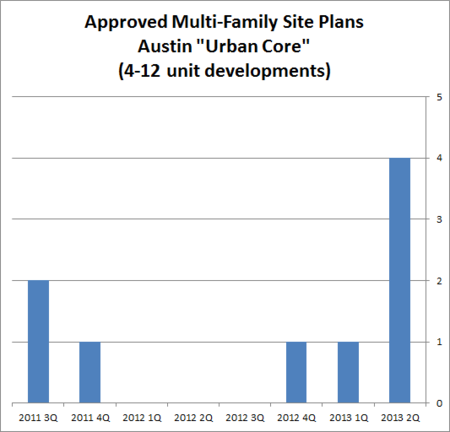 Approved Multi-Family Site Plans
Austin "Urban Core"
(4-12 unit developments)
5
4
3
2
1
0
2011 3Q 2011 4Q 2012 1Q 2012 2Q 2012 3Q 2012 4Q 2013 1Q 2013 2Q